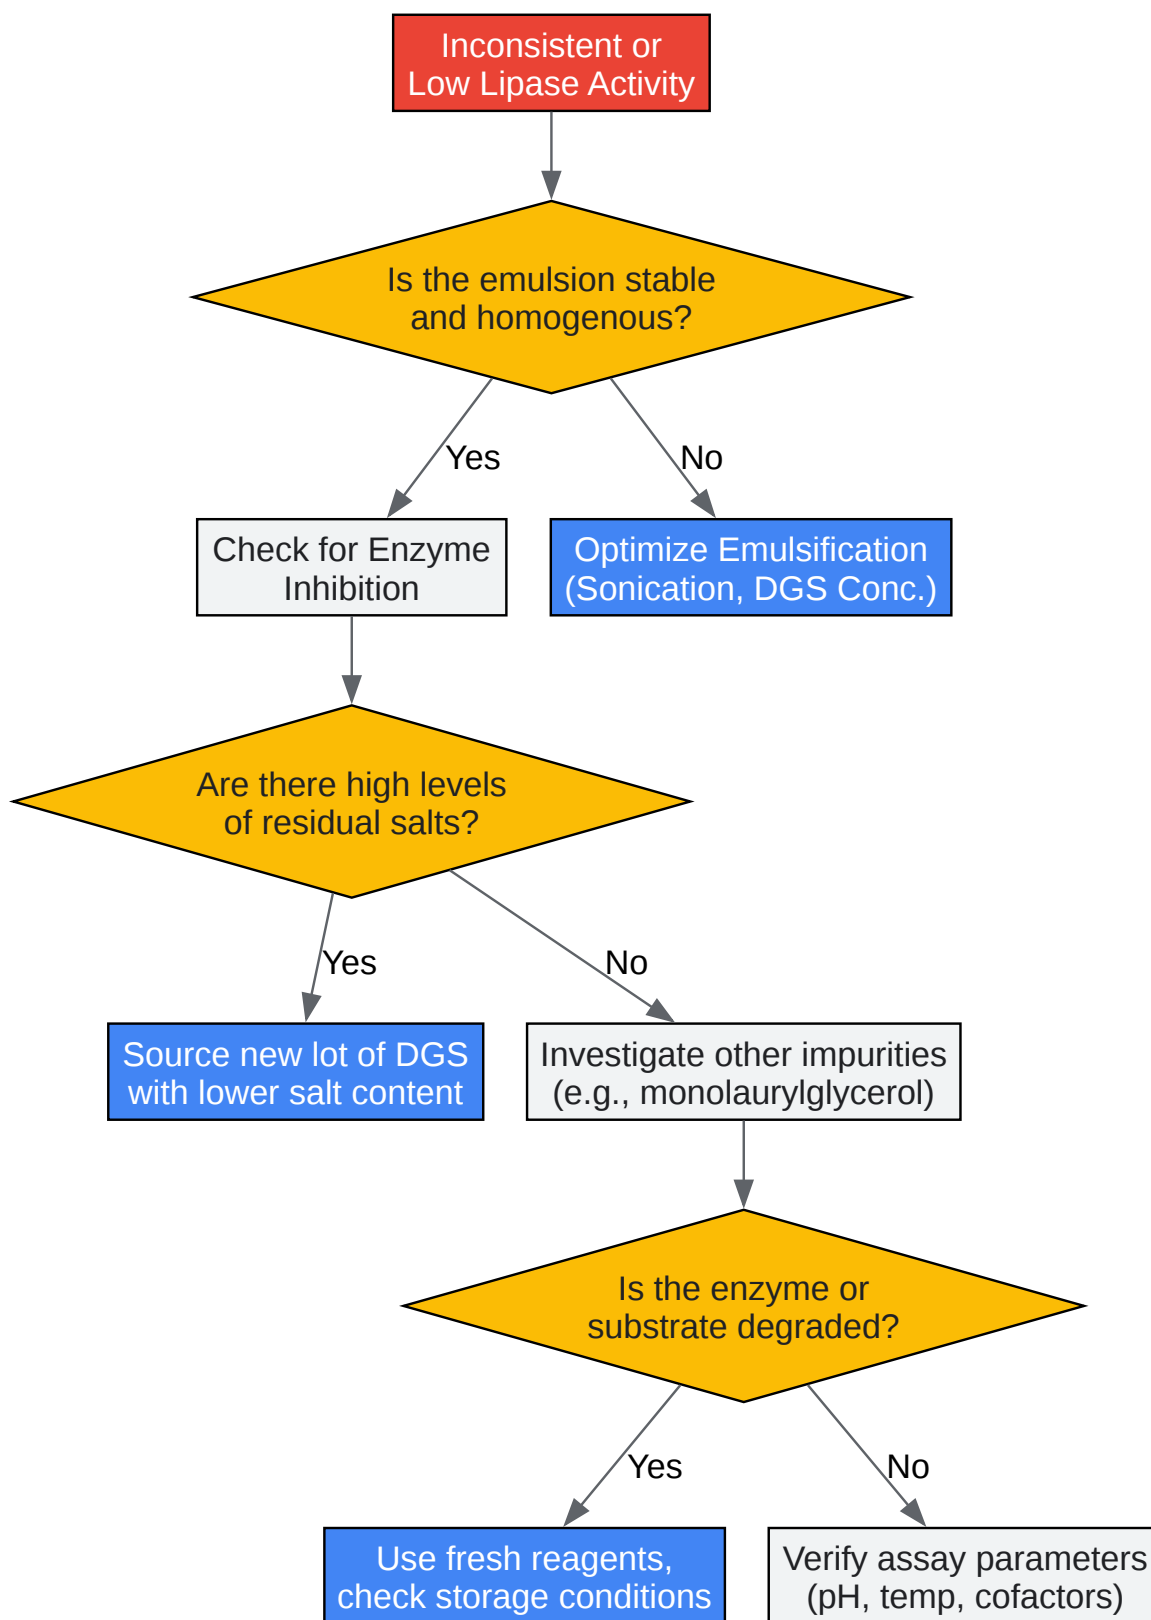 Inconsistent or
Low Lipase Activity
Is the emulsion stable
and homogenous?
Yes
No
Check for Enzyme
Inhibition
Optimize Emulsification
(Sonication, DGS Conc.)
Are there high levels
of residual salts?
Yes
No
Source new lot of DGS
with lower salt content
Investigate other impurities
(e.g., monolaurylglycerol)
Is the enzyme or
substrate degraded?
Yes
No
Use fresh reagents,
check storage conditions
Verify assay parameters
(pH, temp, cofactors)